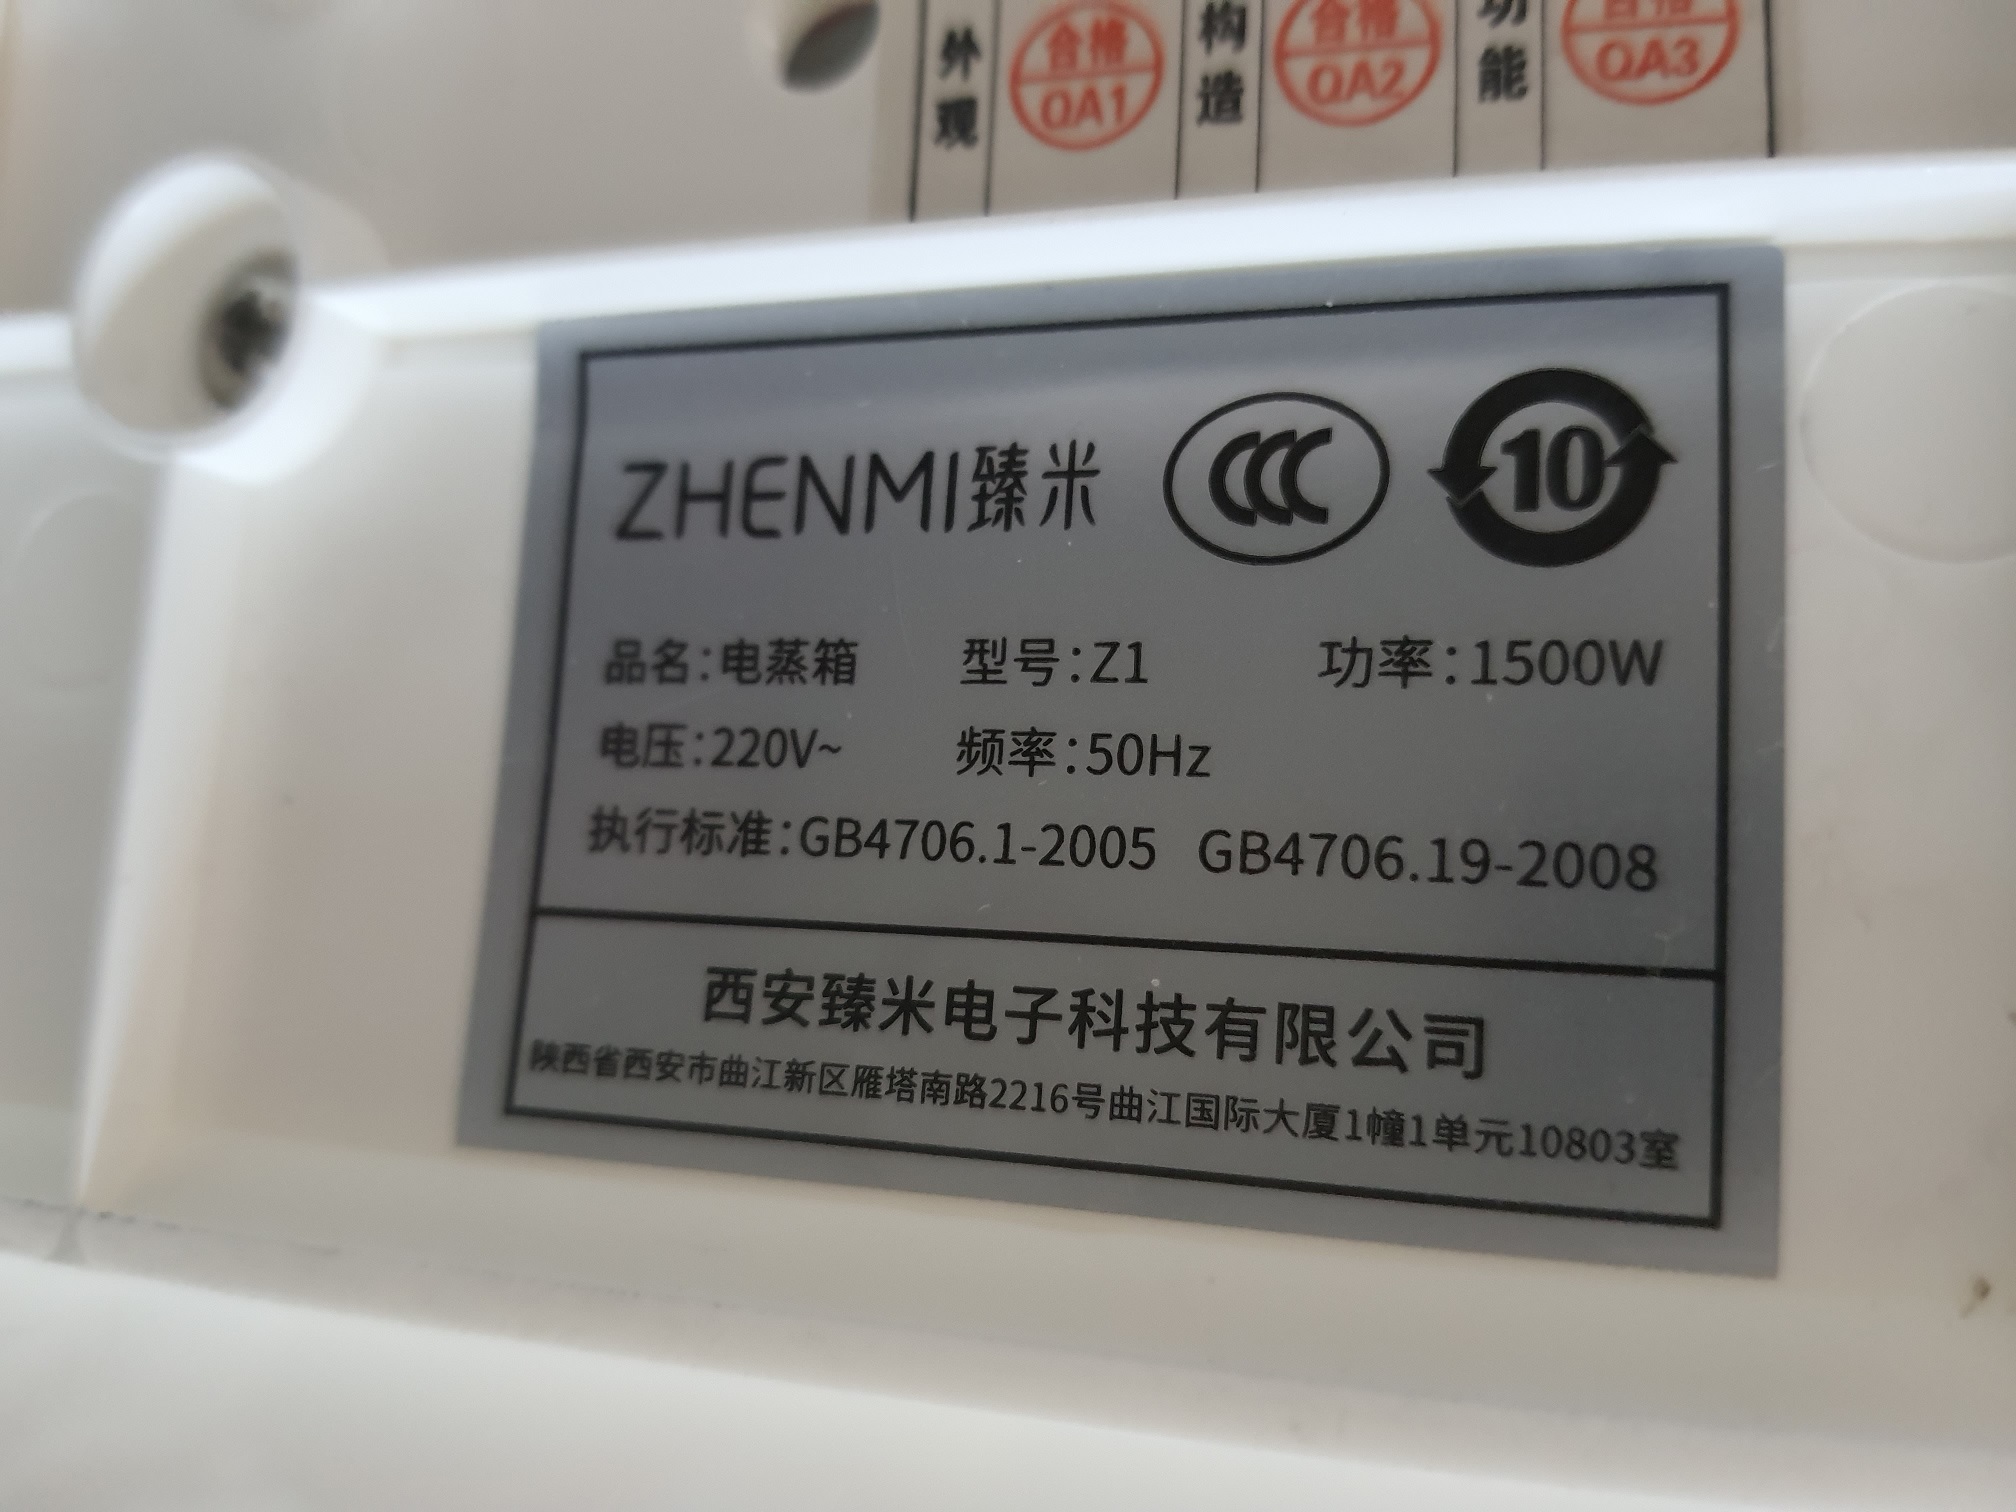 外观 合格 QA1 构造 合格 QA2 功能 合格 QA3
ZHENMI臻米 CCC 10
品名:电蒸箱 型号:Z1 功率:1500W
电压:220V~ 频率:50Hz
执行标准:GB4706.1-2005 GB4706.19-2008
西安臻米电子科技有限公司
陕西省西安市曲江新区雁塔南路2216号曲江国际大厦1幢1单元10803室